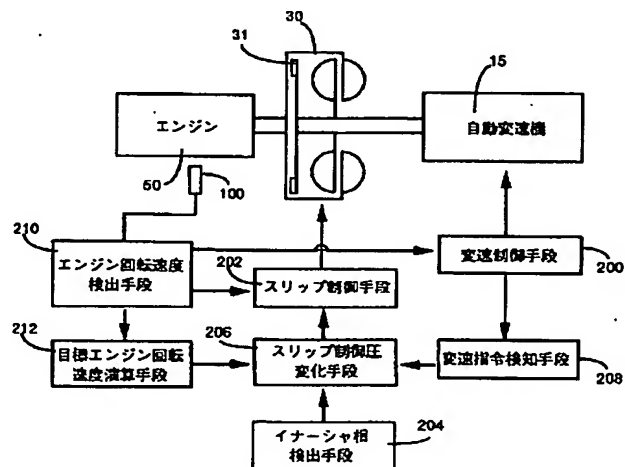 30
31
15
エンジン
自動変速機
50
100
210
エンジン回転速度
検出手段
202
スリップ制御手段
変速制御手段
200
212
目標エンジン回転
速度演算手段
206
スリップ制御圧
変化手段
変速指令検知手段
208
イナーシャ相
検出手段
204